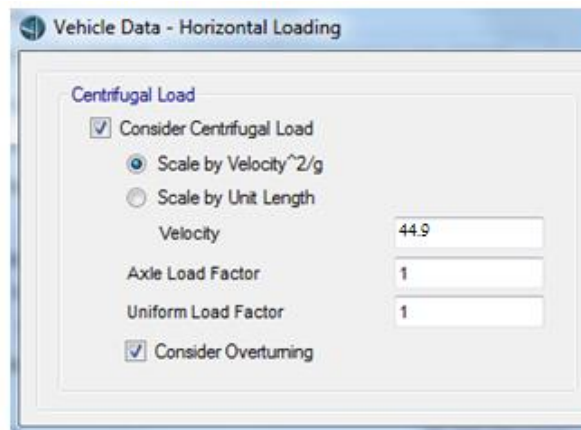 Vehicle Data - Horizontal Loading
Centrifugal Load
Consider Centrifugal Load
Scale by Velocity^2/g
Scale by Unit Length
Velocity 44.9
Axle Load Factor 1
Uniform Load Factor 1
Consider Overturning